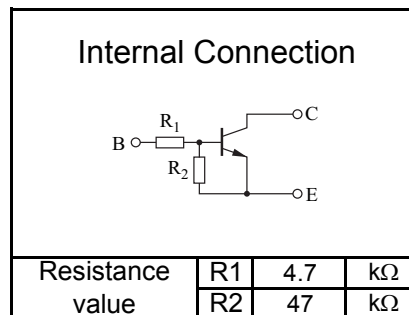 Internal Connection
C
R1
B
R2
E
Resistance value R1 4.7 kΩ
R2 47 kΩ